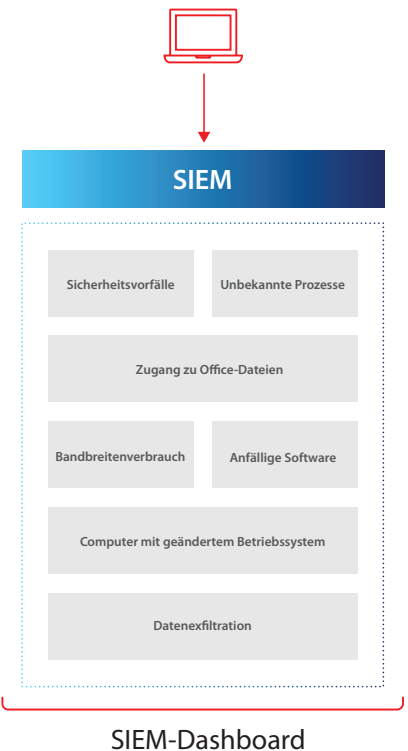 SIEM
Sicherheitsvorfälle
Unbekannte Prozesse
Zugang zu Office-Dateien
Bandbreitenverbrauch
Anfällige Software
Computer mit geändertem Betriebssystem
Datenexfiltration
SIEM-Dashboard